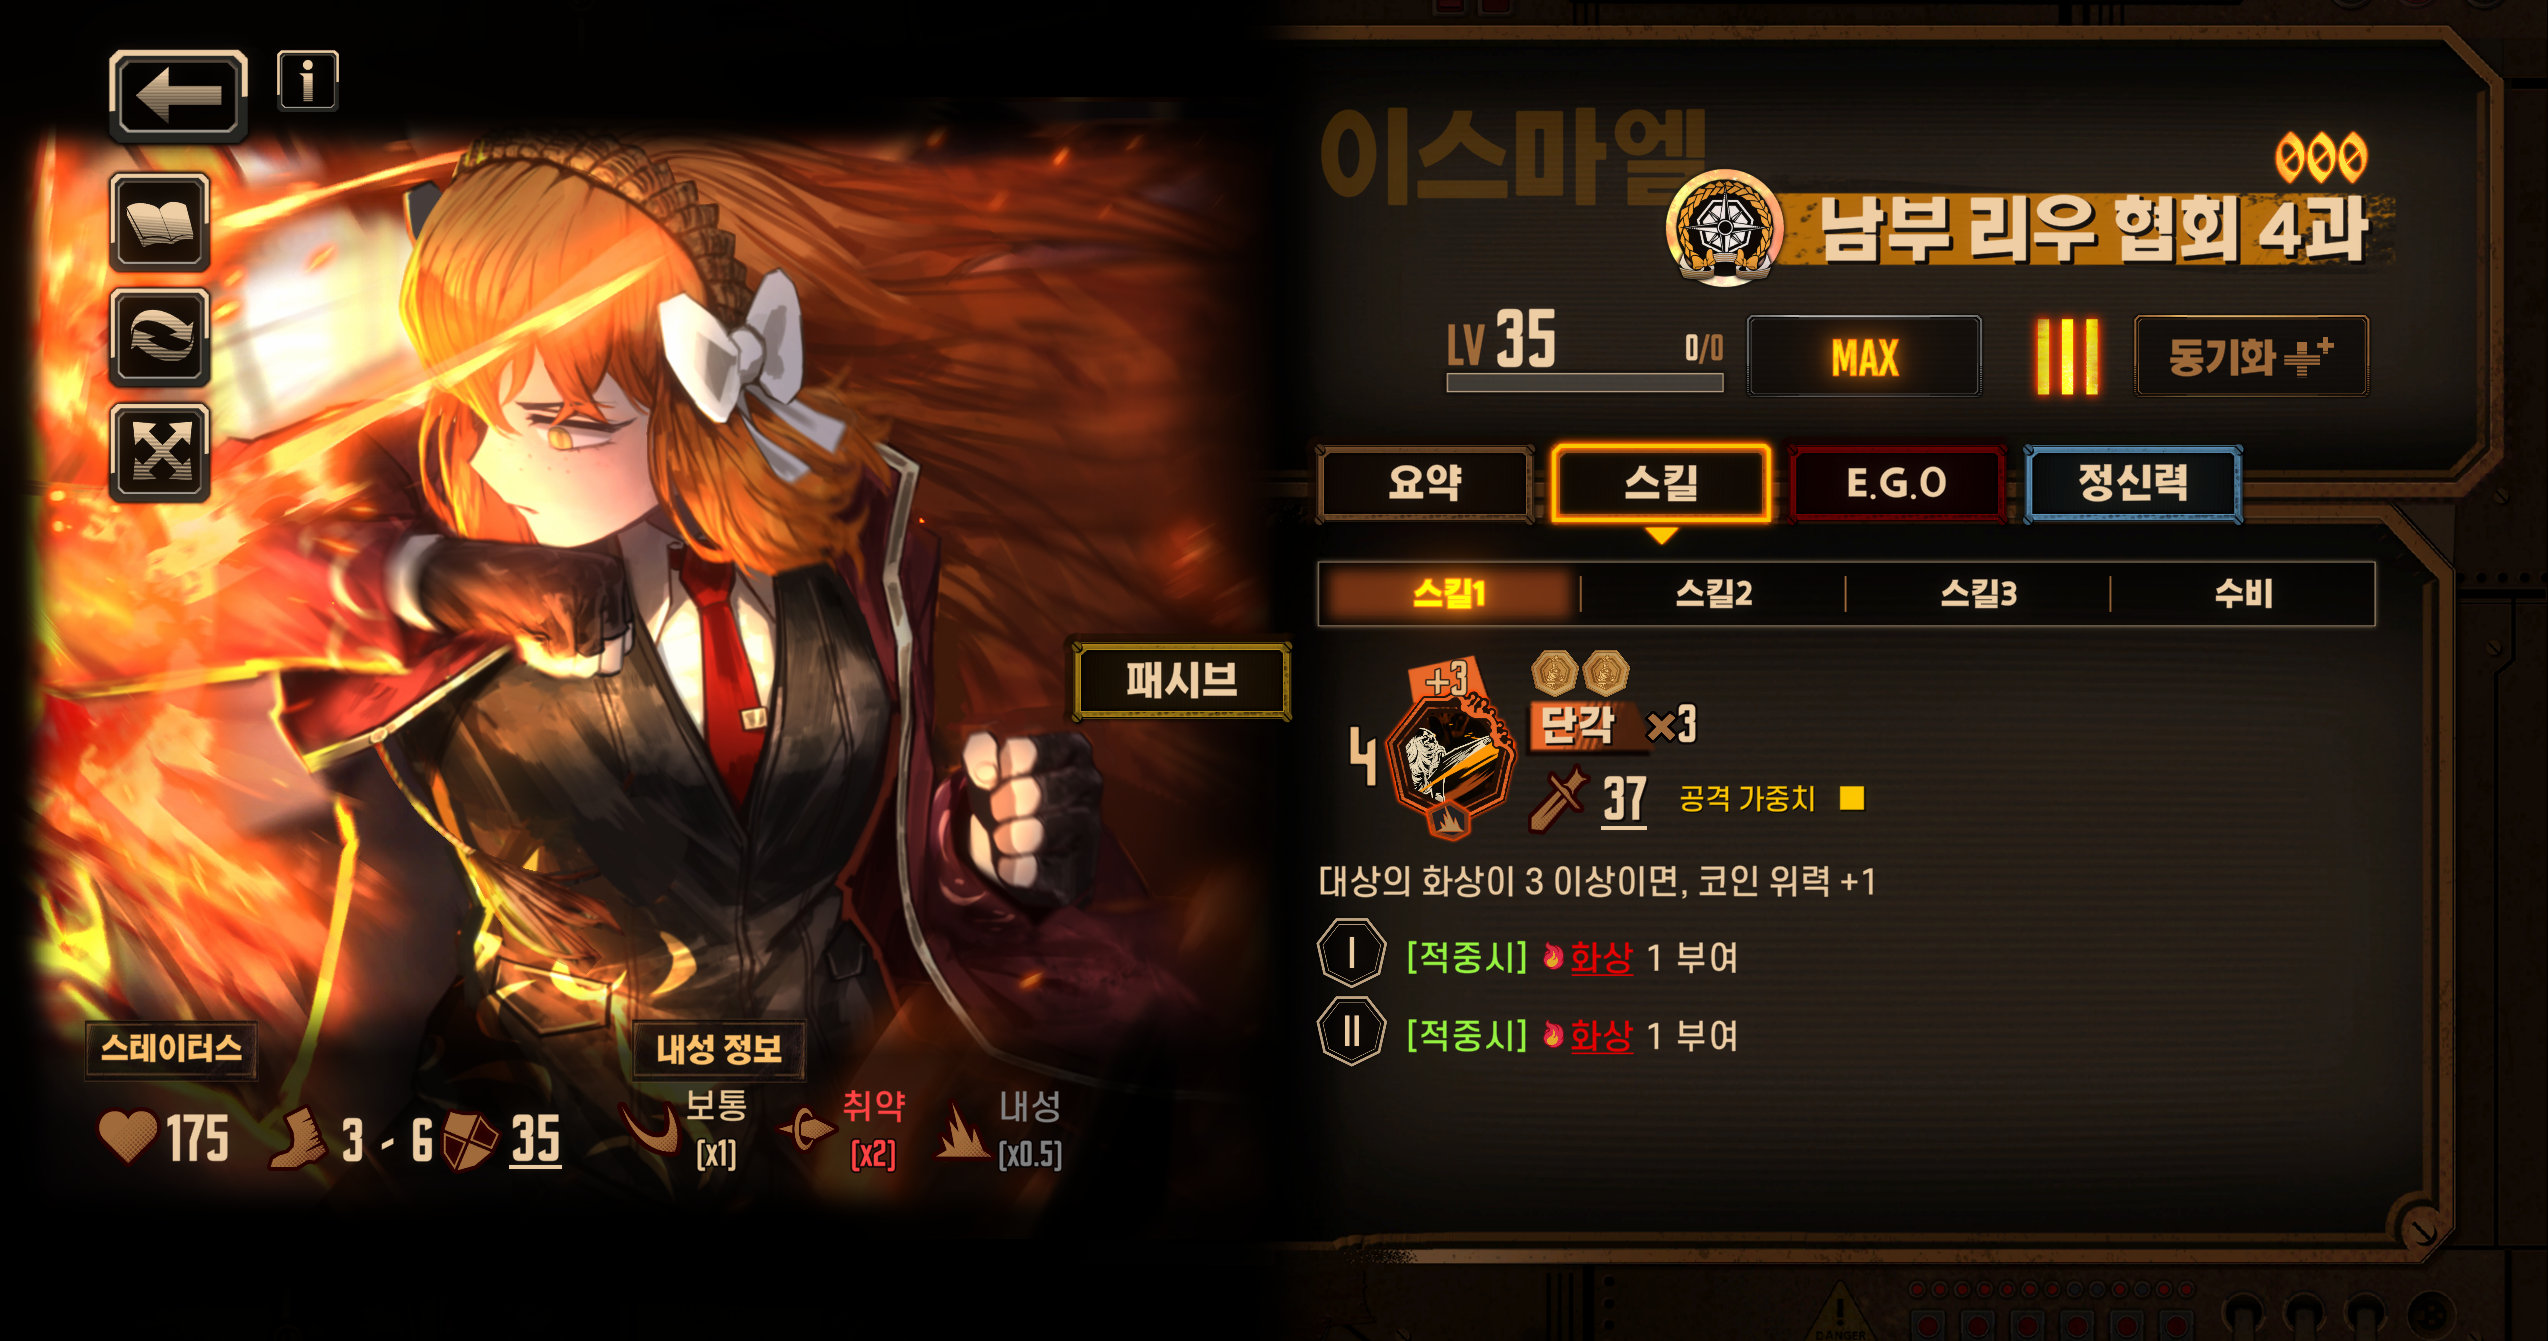 이스마엘
남부 리우 협회 4과
LV 35 0/0 MAX 동기화
요약 스킬 E.G.O 정신력
스킬1 스킬2 스킬3 수비
패시브
4 +3 단각 ×3
37 공격 가중치
대상의 화상이 3 이상이면, 코인 위력 +1
I [적중시] 화상 1 부여
II [적중시] 화상 1 부여
스테이터스
175 3 - 6 35
내성 정보
보통 취약 내성
[x1] [x2] [x0.5]
DANGER